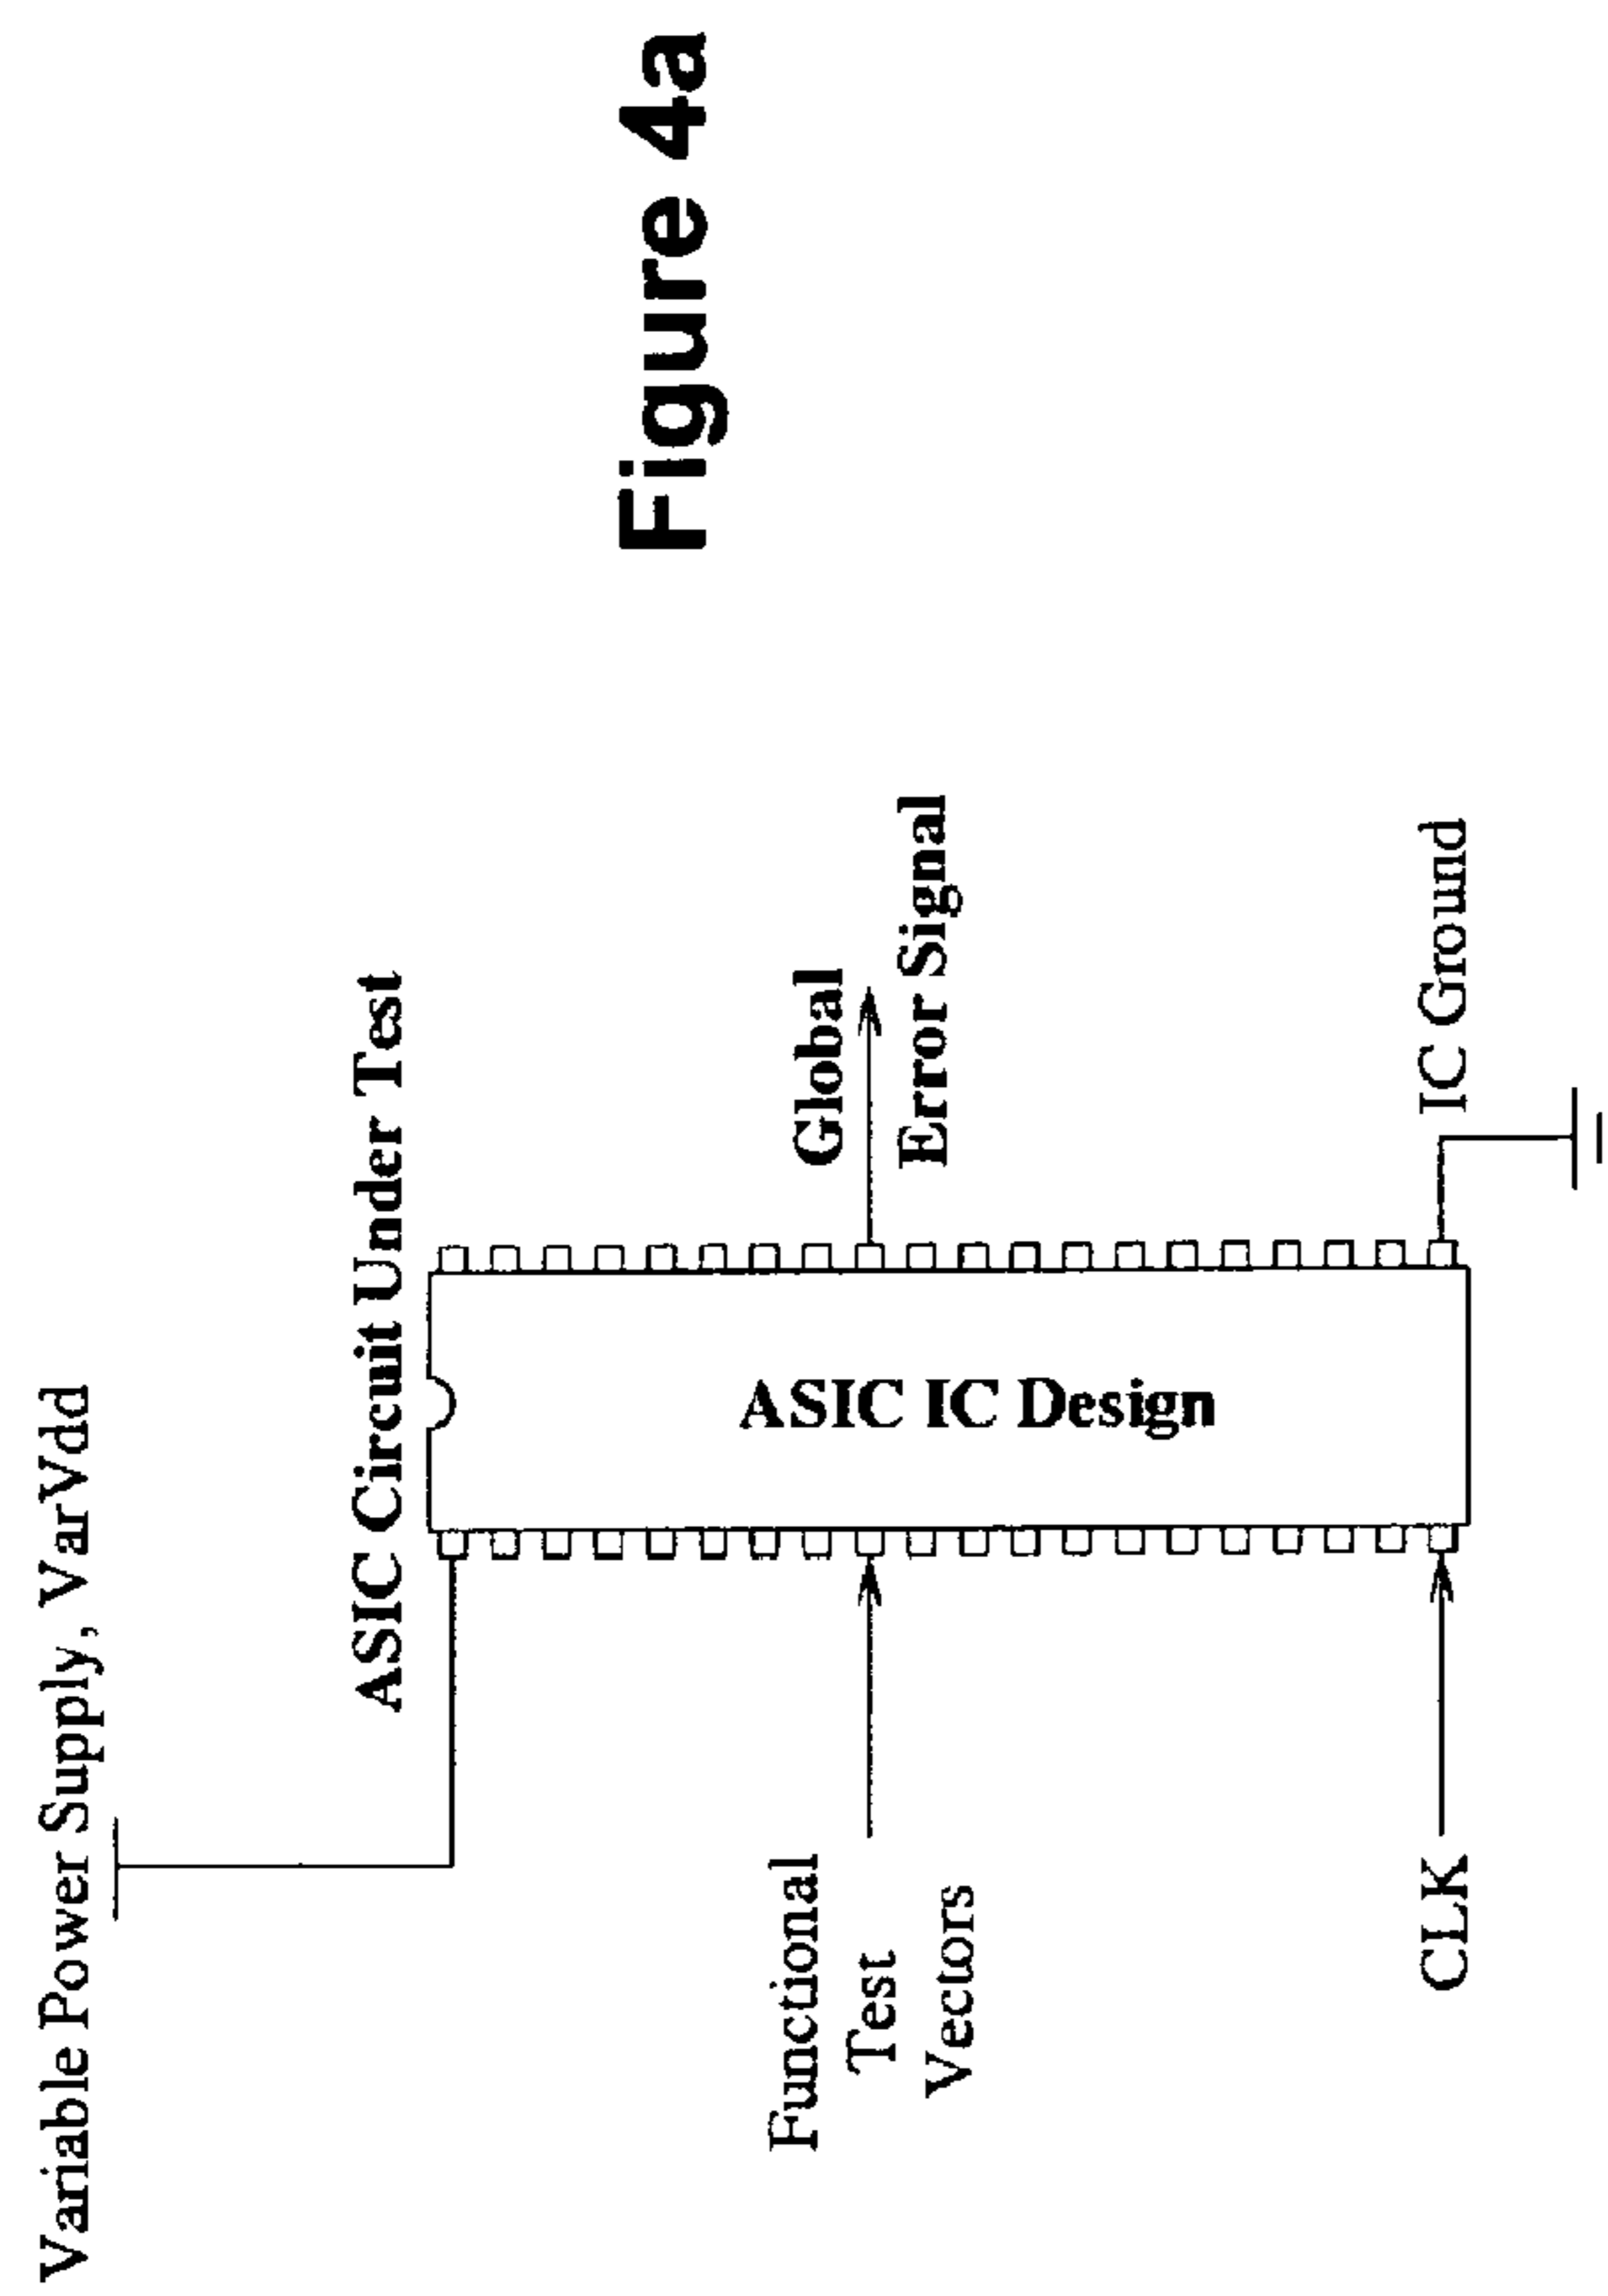 Variable Power Supply, VarVdd
ASIC Circuit Under Test
Functional
Test
Vectors
ASIC IC Design
Global
Error Signal
CLK
IC Ground
Figure 4a